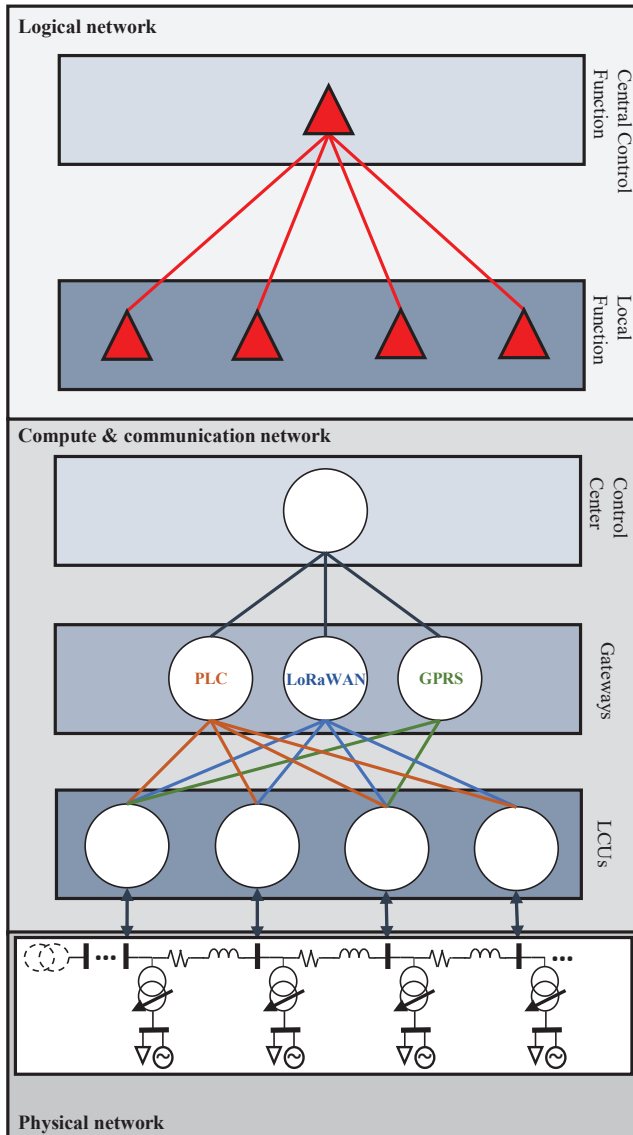 Logical network
Central Control
Function
Local
Function
Compute & communication network
Control
Center
PLC
LoRaWAN
GPRS
Gateways
LCUs
Physical network